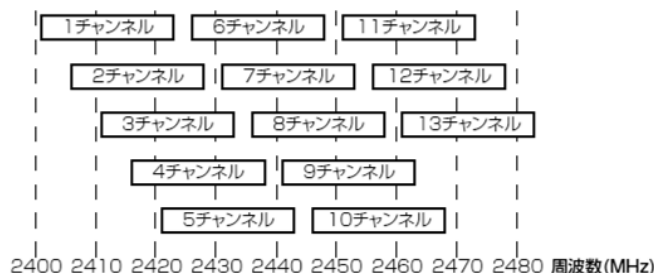 1チャンネル 6チャンネル 11チャンネル
2チャンネル 7チャンネル 12チャンネル
3チャンネル 8チャンネル 13チャンネル
4チャンネル 9チャンネル
5チャンネル 10チャンネル
2400 2410 2420 2430 2440 2450 2460 2470 2480 周波数(MHz)